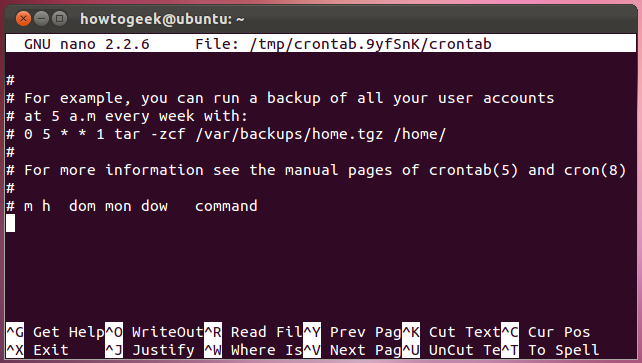 howtogeek@ubuntu: ~
GNU nano 2.2.6 File: /tmp/crontab.9yfSnK/crontab
#
# For example, you can run a backup of all your user accounts
# at 5 a.m every week with:
# 0 5 * * 1 tar -zcf /var/backups/home.tgz /home/
#
# For more information see the manual pages of crontab(5) and cron(8)
#
# m h  dom mon dow   command
^G Get Help^O WriteOut^R Read Fil^Y Prev Pag^K Cut Text^C Cur Pos
^X Exit ^J Justify ^W Where Is^V Next Pag^U UnCut Te^T To Spell